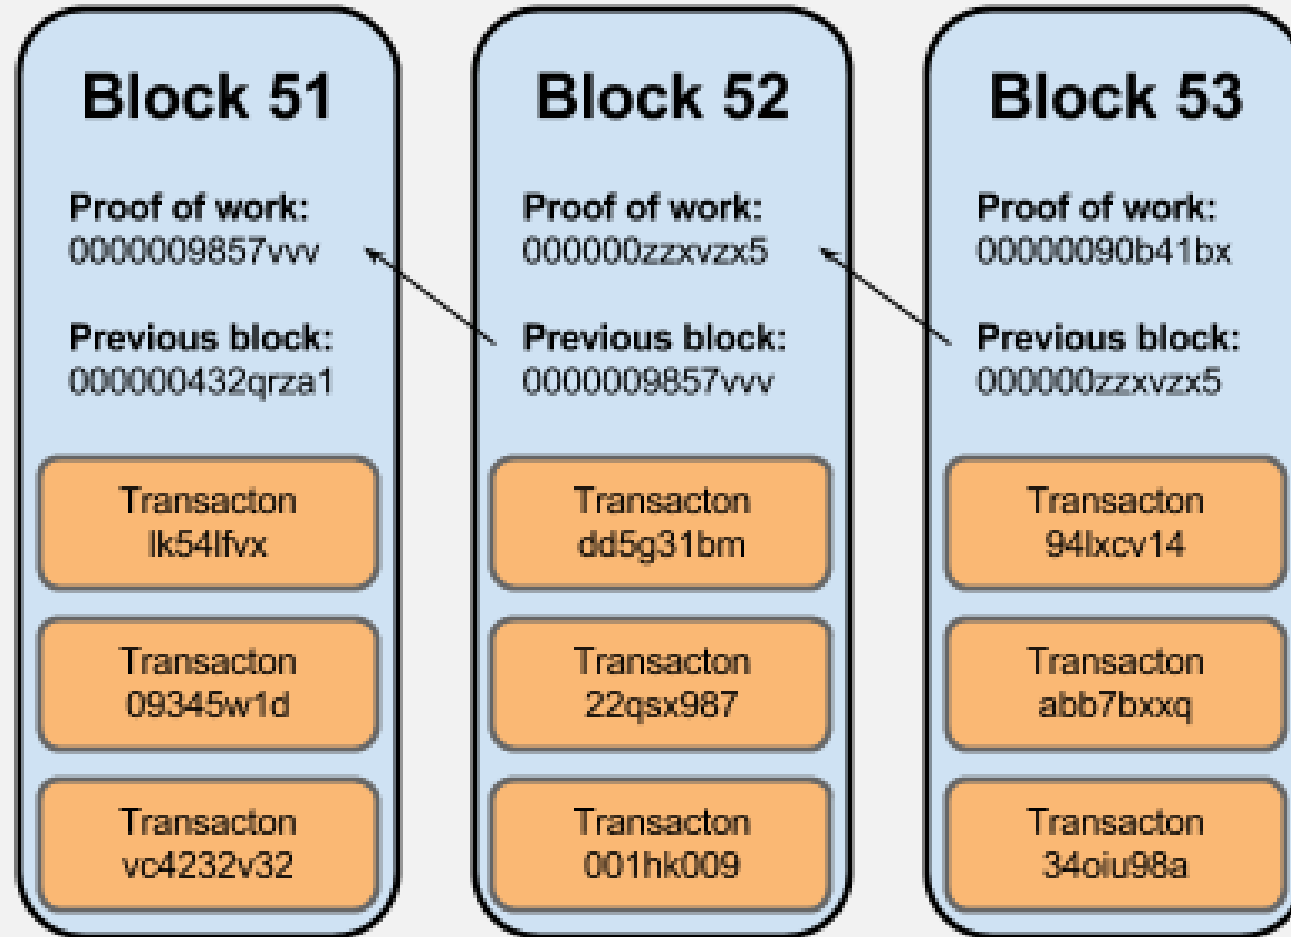 Block 51
Proof of work:
0000009857vvv
Previous block:
000000432qrza1
Transacton
lk54lfvx
Transacton
09345w1d
Transacton
vc4232v32
Block 52
Proof of work:
000000zzxvzx5
Previous block:
0000009857vvv
Transacton
dd5g31bm
Transacton
22qsx987
Transacton
001hk009
Block 53
Proof of work:
00000090b41bx
Previous block:
000000zzxvzx5
Transacton
94lxcv14
Transacton
abb7bxxq
Transacton
34oiu98a